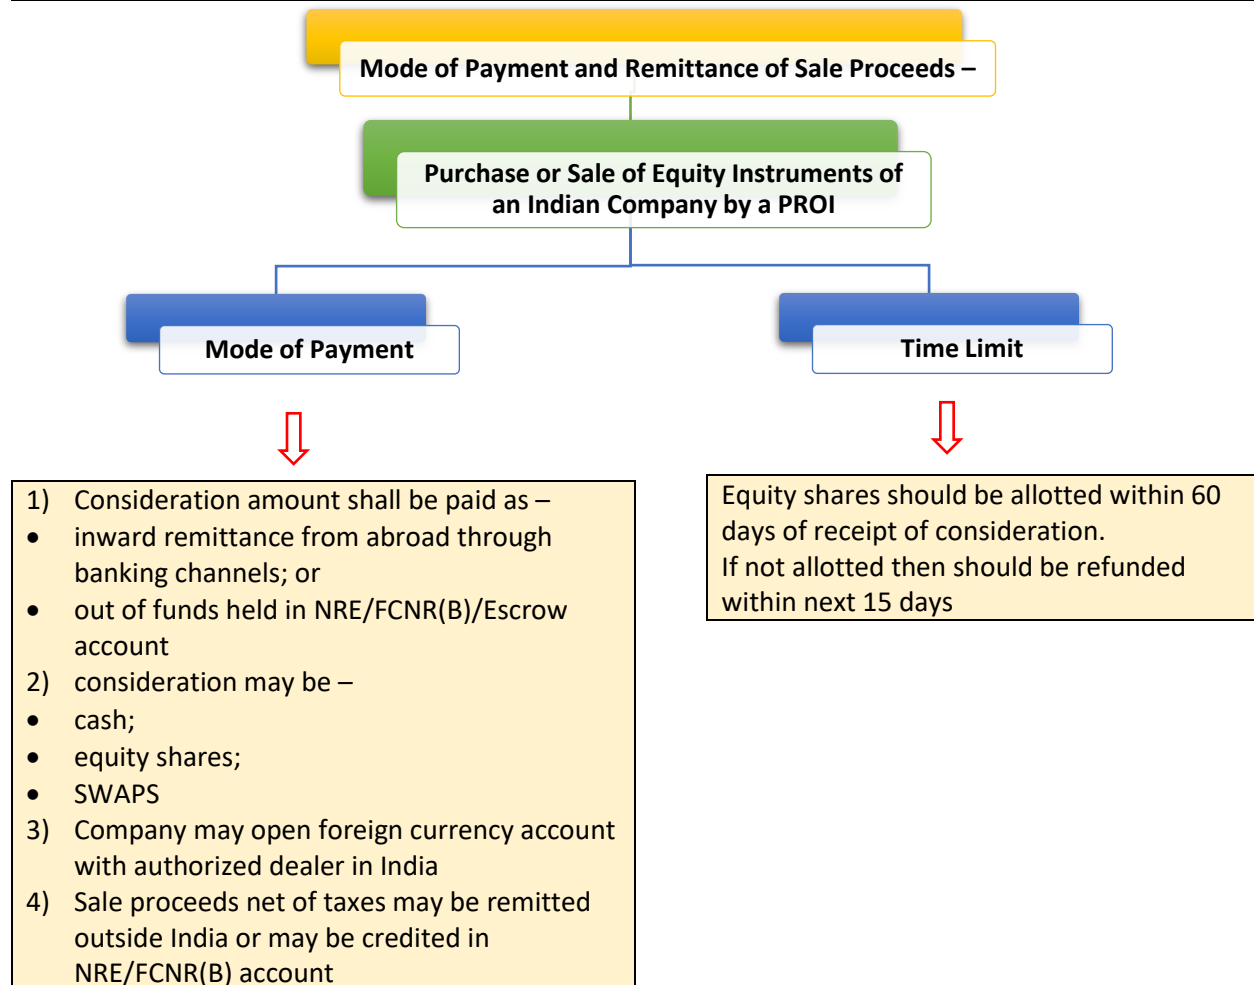 Mode of Payment and Remittance of Sale Proceeds –
Purchase or Sale of Equity Instruments of
an Indian Company by a PROI
Mode of Payment
Time Limit
1) Consideration amount shall be paid as –
• inward remittance from abroad through
banking channels; or
• out of funds held in NRE/FCNR(B)/Escrow
account
2) consideration may be –
• cash;
• equity shares;
• SWAPS
3) Company may open foreign currency account
with authorized dealer in India
4) Sale proceeds net of taxes may be remitted
outside India or may be credited in
NRE/FCNR(B) account
Equity shares should be allotted within 60
days of receipt of consideration.
If not allotted then should be refunded
within next 15 days